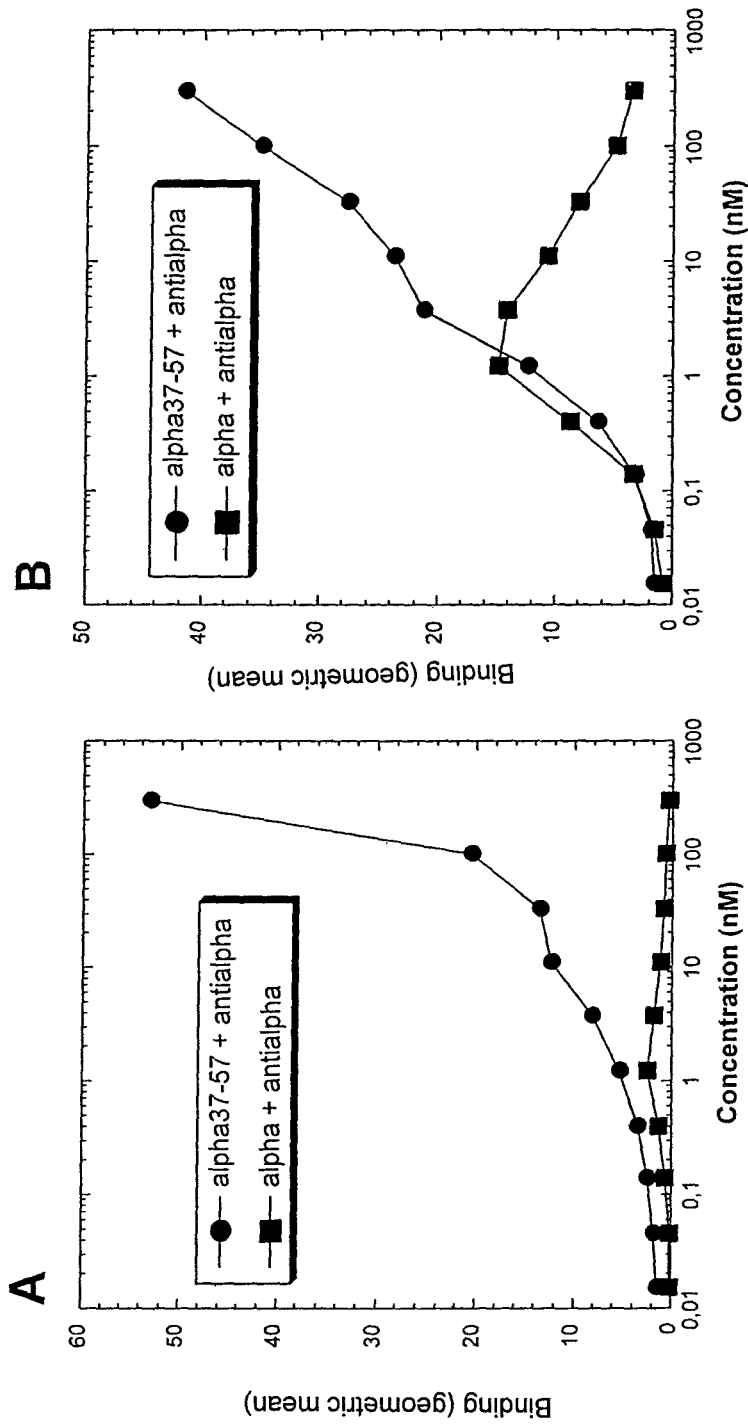 A
60
50
40
30
20
10
0
Binding (geometric mean)
alpha37-57 + antialpha
alpha + antialpha
0,01
0,1
1
10
100
1000
Concentration (nM)
B
50
40
30
20
10
0
Binding (geometric mean)
alpha37-57 + antialpha
alpha + antialpha
0,01
0,1
1
10
100
1000
Concentration (nM)